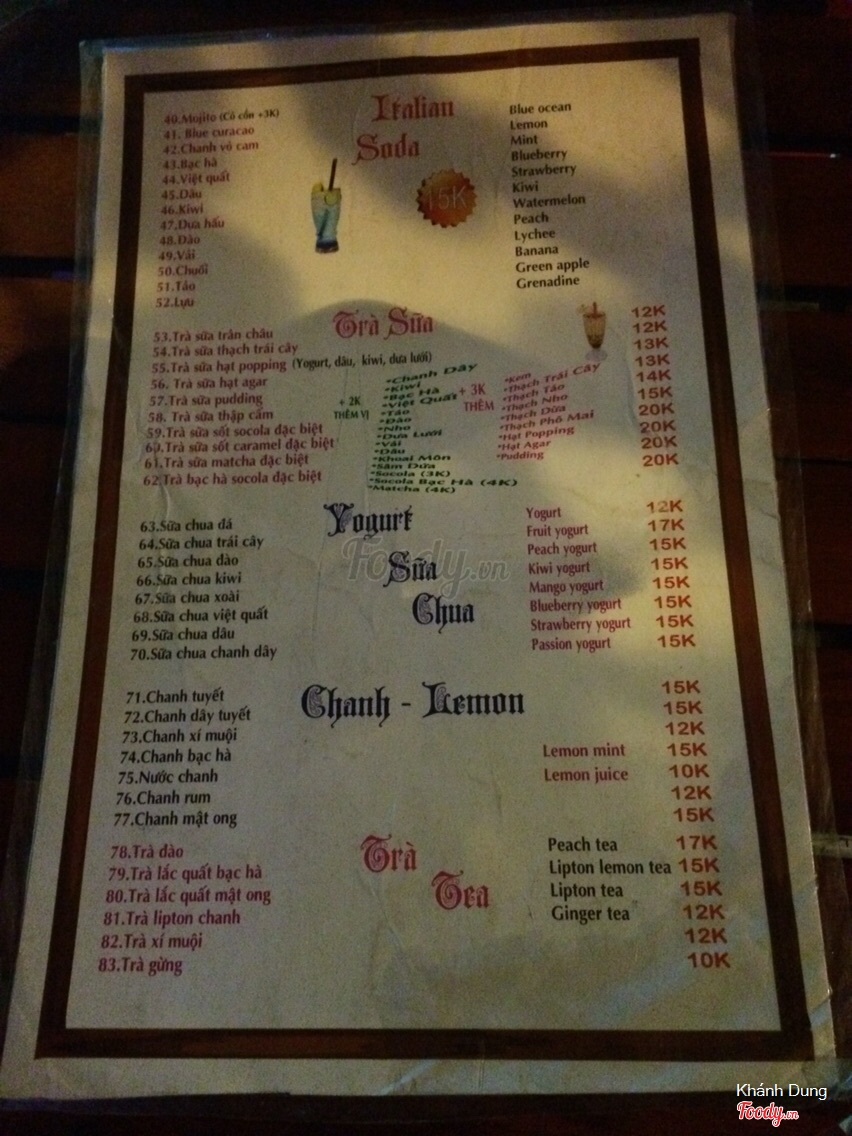 Italian
Soda
15K
40.Mojito (Có cồn +3K)
41. Blue curacao
42.Chanh vỏ cam
43.Bạc hà
44.Việt quất
45.Dâu
46.Kiwi
47.Dưa hấu
48.Đào
49.Vải
50.Chuối
51.Táo
52.Lựu
Blue ocean
Lemon
Mint
Blueberry
Strawberry
Kiwi
Watermelon
Peach
Lychee
Banana
Green apple
Grenadine
Trà Sữa
53.Trà sữa trân châu
54.Trà sữa thạch trái cây
55.Trà sữa hạt popping (Yogurt, dâu, kiwi, dưa lưới)
56. Trà sữa hạt agar
57.Trà sữa pudding
58. Trà sữa thập cẩm
59.Trà sữa sốt socola đặc biệt
60.Trà sữa sốt caramel đặc biệt
61.Trà sữa matcha đặc biệt
62.Trà bạc hà socola đặc biệt
+ 2K
THÊM VỊ
*Chanh Dây
*Kiwi
*Bạc Hà
*Việt Quất
*Táo
*Đào
*Nho
*Dưa Lưới
*Vải
*Dâu
*Khoai Môn
*Sầm Dứa
*Socola (3K)
*Socola Bạc Hà (4K)
*Matcha (4K)
+ 3K
THÊM
*Kem
*Thạch Trái Cây
*Thạch Táo
*Thạch Nho
*Thạch Dừa
*Thạch Phô Mai
*Hạt Popping
*Hạt Agar
*Pudding
12K
12K
13K
13K
14K
15K
20K
20K
20K
20K
Yogurt
Sữa
Chua
63.Sữa chua đá
64.Sữa chua trái cây
65.Sữa chua đào
66.Sữa chua kiwi
67.Sữa chua xoài
68.Sữa chua việt quất
69.Sữa chua dâu
70.Sữa chua chanh dây
Yogurt 12K
Fruit yogurt 17K
Peach yogurt 15K
Kiwi yogurt 15K
Mango yogurt 15K
Blueberry yogurt 15K
Strawberry yogurt 15K
Passion yogurt 15K
Foody.vn
Chanh - Lemon
71.Chanh tuyết 15K
72.Chanh dây tuyết 15K
73.Chanh xí muội 12K
74.Chanh bạc hà Lemon mint 15K
75.Nước chanh Lemon juice 10K
76.Chanh rum 12K
77.Chanh mật ong 15K
Trà
Tea
78.Trà đào
79.Trà lắc quất bạc hà
80.Trà lắc quất mật ong
81.Trà lipton chanh
82.Trà xí muội
83.Trà gừng
Peach tea 17K
Lipton lemon tea 15K
Lipton tea 15K
Ginger tea 12K
12K
10K
Khánh Dung
Foody.vn